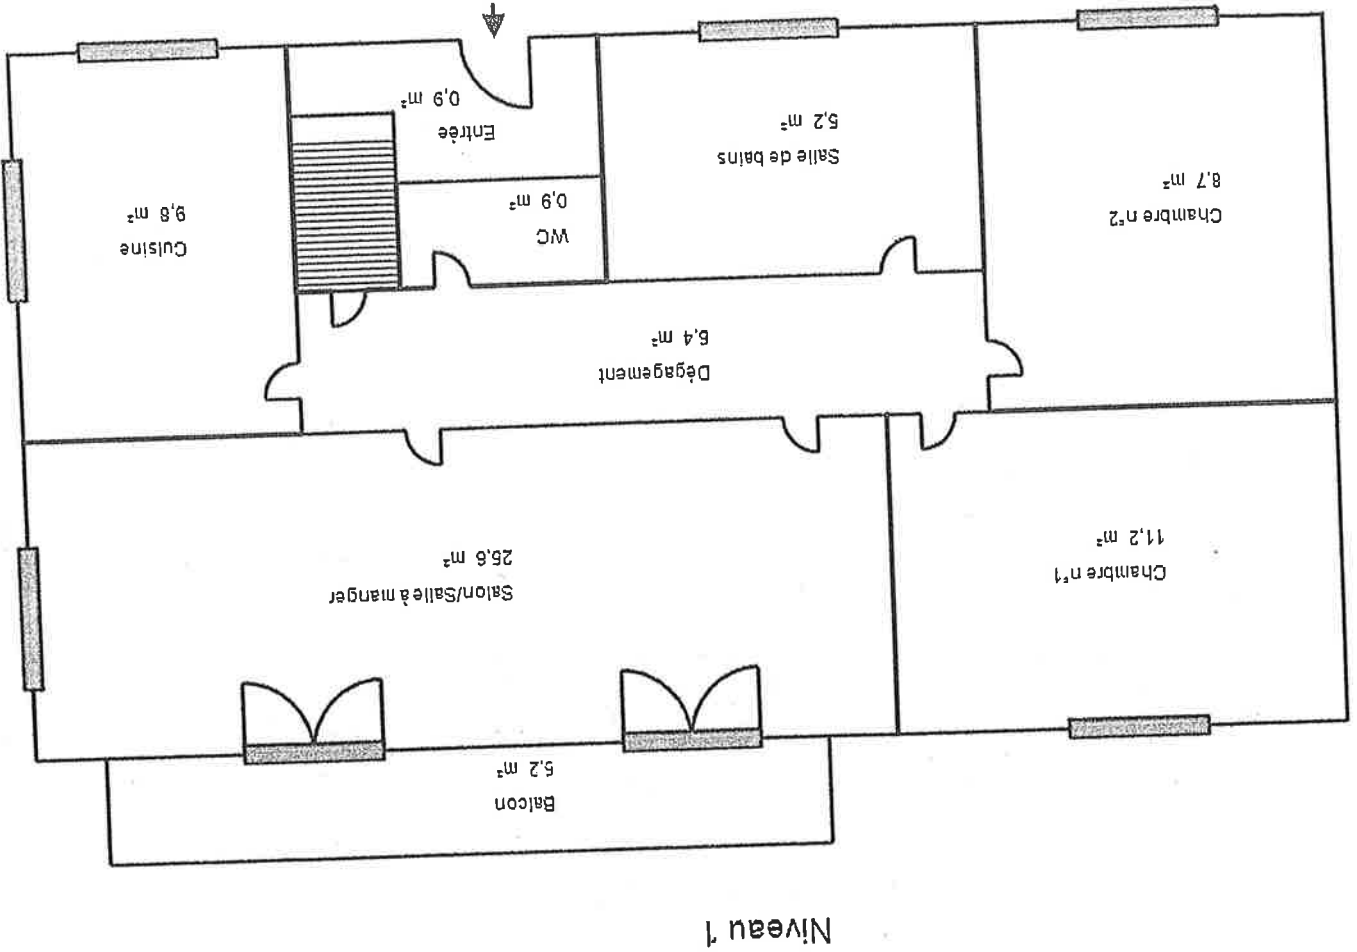 Niveau 1
Balcon
5,2 m²
Chambre n°1
11,2 m²
Salon/Salle à manger
25,6 m²
Dégagement
6,4 m²
Chambre n°2
8,7 m²
Salle de bains
5,2 m²
WC
0,9 m²
Entrée
0,9 m²
Cuisine
9,8 m²